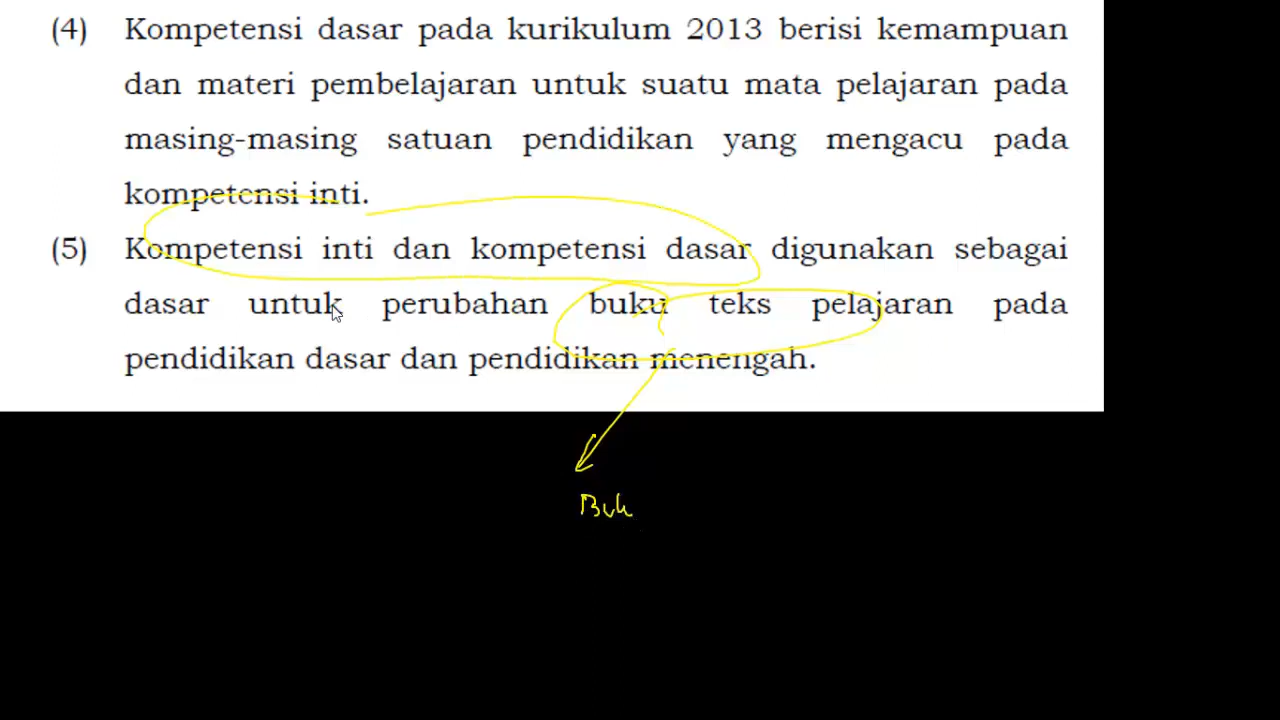 (4) Kompetensi dasar pada kurikulum 2013 berisi kemampuan
dan materi pembelajaran untuk suatu mata pelajaran pada
masing-masing satuan pendidikan yang mengacu pada
kompetensi inti.
(5) Kompetensi inti dan kompetensi dasar digunakan sebagai
dasar untuk perubahan buku teks pelajaran pada
pendidikan dasar dan pendidikan menengah.
Buk